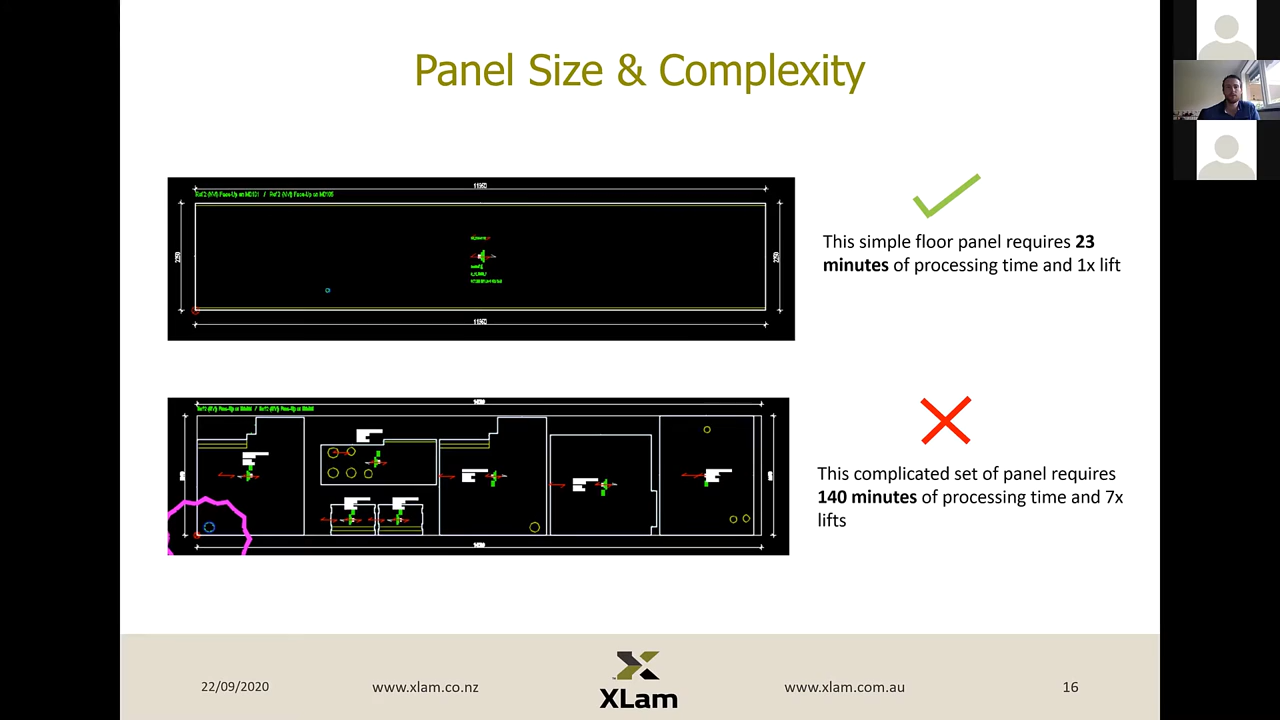 Panel Size & Complexity
This simple floor panel requires 23
minutes of processing time and 1x lift
This complicated set of panel requires
140 minutes of processing time and 7x
lifts
22/09/2020
www.xlam.co.nz
XLam
www.xlam.com.au
16